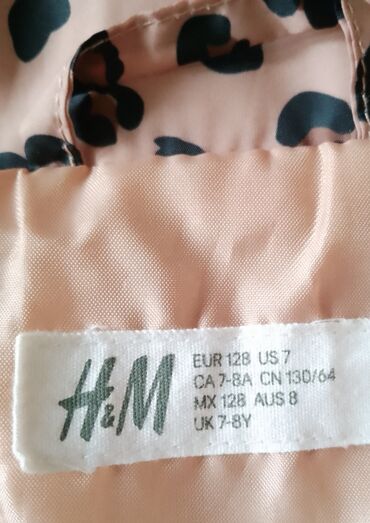 H&M
EUR 128 US 7
CA 7-8A CN 130/64
MX 128 AUS 8
UK 7-8Y